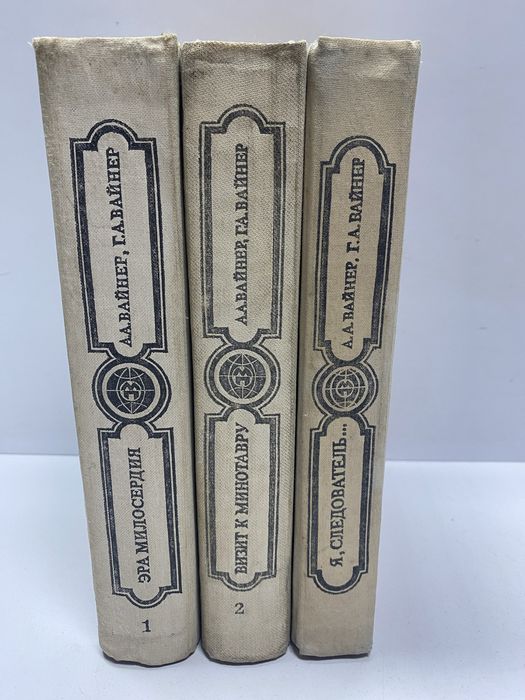 А.А.ВАЙНЕР, Г.А.ВАЙНЕР
ЭРА МИЛОСЕРДИЯ
1
А.А.ВАЙНЕР, Г.А.ВАЙНЕР
ВИЗИТ К МИНОТАВРУ
2
А.А.ВАЙНЕР, Г.А.ВАЙНЕР
Я, СЛЕДОВАТЕЛЬ...